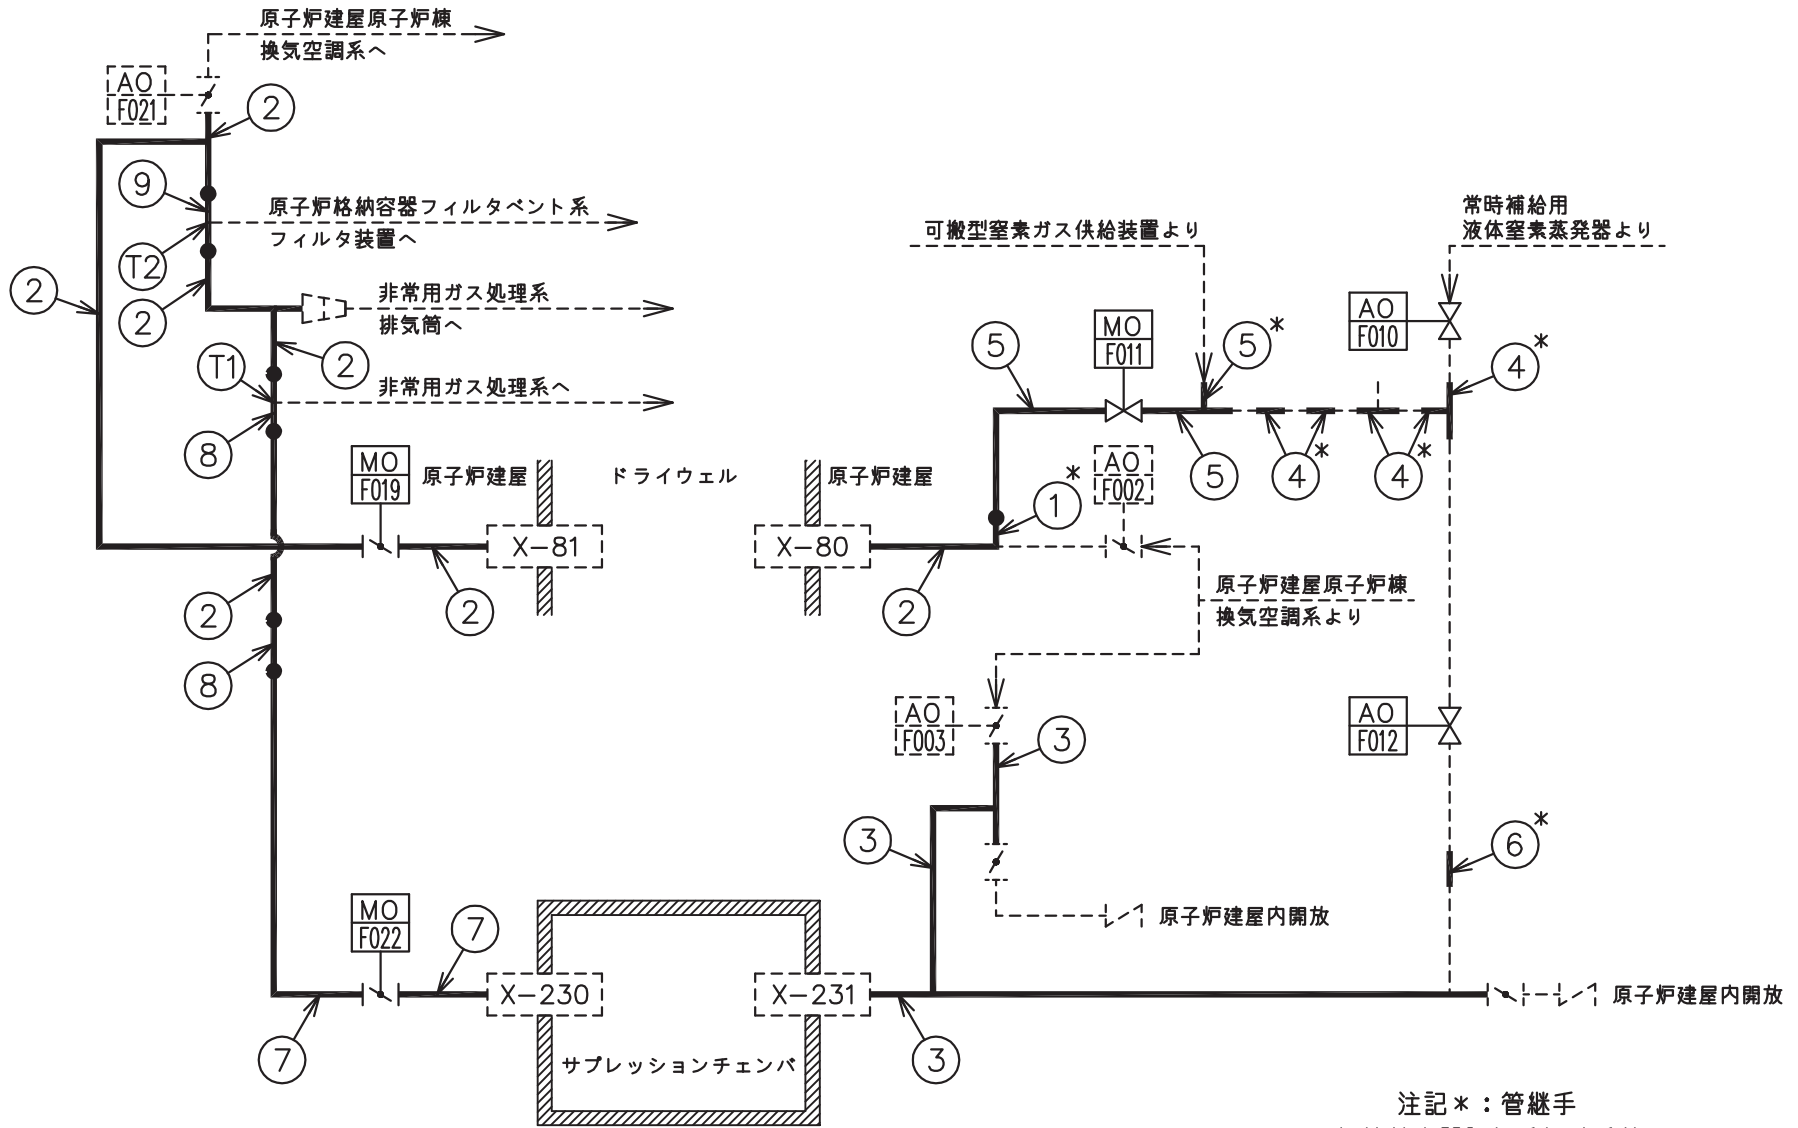 原子炉建屋原子炉棟
換気空調系へ
AO
F021
2
9
原子炉格納容器フィルタベント系
フィルタ装置へ
T2
2
2
非常用ガス処理系
排気筒へ
T1
2
非常用ガス処理系へ
8
MO
F019
原子炉建屋
ドライウェル
原子炉建屋
X-81
X-80
2
2
2
8
可搬型窒素ガス供給装置より
常時補給用
液体窒素蒸発器より
MO
F011
AO
F010
5
5*
4*
5
4*
4*
1*
AO
F002
原子炉建屋原子炉棟
換気空調系より
AO
F003
3
AO
F012
3
6*
原子炉建屋内開放
MO
F022
7
X-230
X-231
原子炉建屋内開放
7
3
サプレッションチェンバ
注記*:管継手